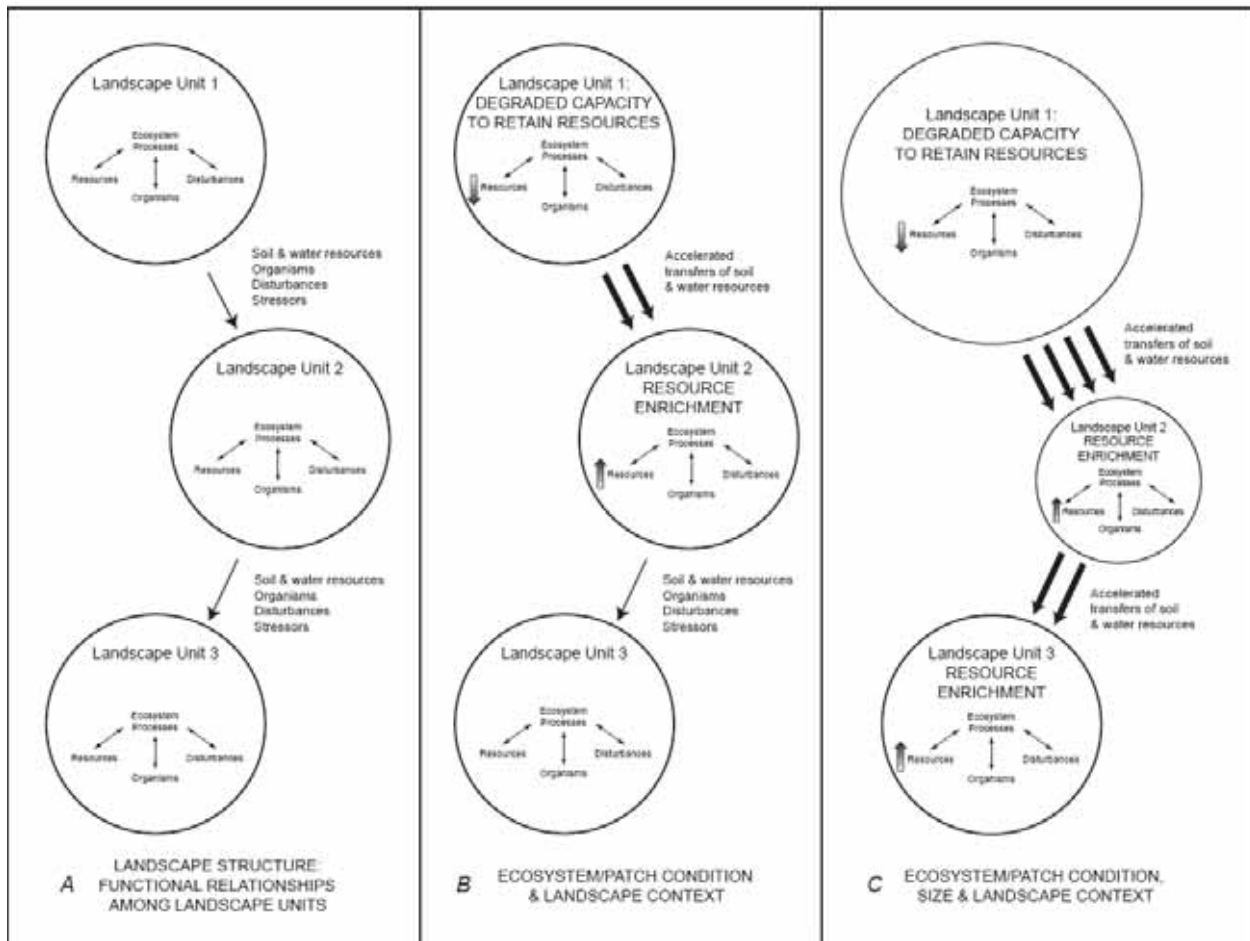 Landscape Unit 1
Ecosystem
Processes
Resources
Disturbances
Organisms
Soil & water resources
Organisms
Disturbances
Stressors
Landscape Unit 2
Ecosystem
Processes
Resources
Disturbances
Organisms
Soil & water resources
Organisms
Disturbances
Stressors
Landscape Unit 3
Ecosystem
Processes
Resources
Disturbances
Organisms
A
LANDSCAPE STRUCTURE:
FUNCTIONAL RELATIONSHIPS
AMONG LANDSCAPE UNITS
Landscape Unit 1:
DEGRADED CAPACITY
TO RETAIN RESOURCES
Ecosystem
Processes
Resources
Disturbances
Organisms
Accelerated
transfers of soil
& water resources
Landscape Unit 2
RESOURCE
ENRICHMENT
Ecosystem
Processes
Resources
Disturbances
Organisms
Soil & water resources
Organisms
Disturbances
Stressors
Landscape Unit 3
Ecosystem
Processes
Resources
Disturbances
Organisms
B
ECOSYSTEM/PATCH CONDITION
& LANDSCAPE CONTEXT
Landscape Unit 1:
DEGRADED CAPACITY
TO RETAIN RESOURCES
Ecosystem
Processes
Resources
Disturbances
Organisms
Accelerated
transfers of soil
& water resources
Landscape Unit 2
RESOURCE
ENRICHMENT
Ecosystem
Processes
Resources
Disturbances
Organisms
Accelerated
transfers of soil
& water resources
Landscape Unit 3
RESOURCE
ENRICHMENT
Ecosystem
Processes
Resources
Disturbances
Organisms
C
ECOSYSTEM/PATCH CONDITION,
SIZE & LANDSCAPE CONTEXT